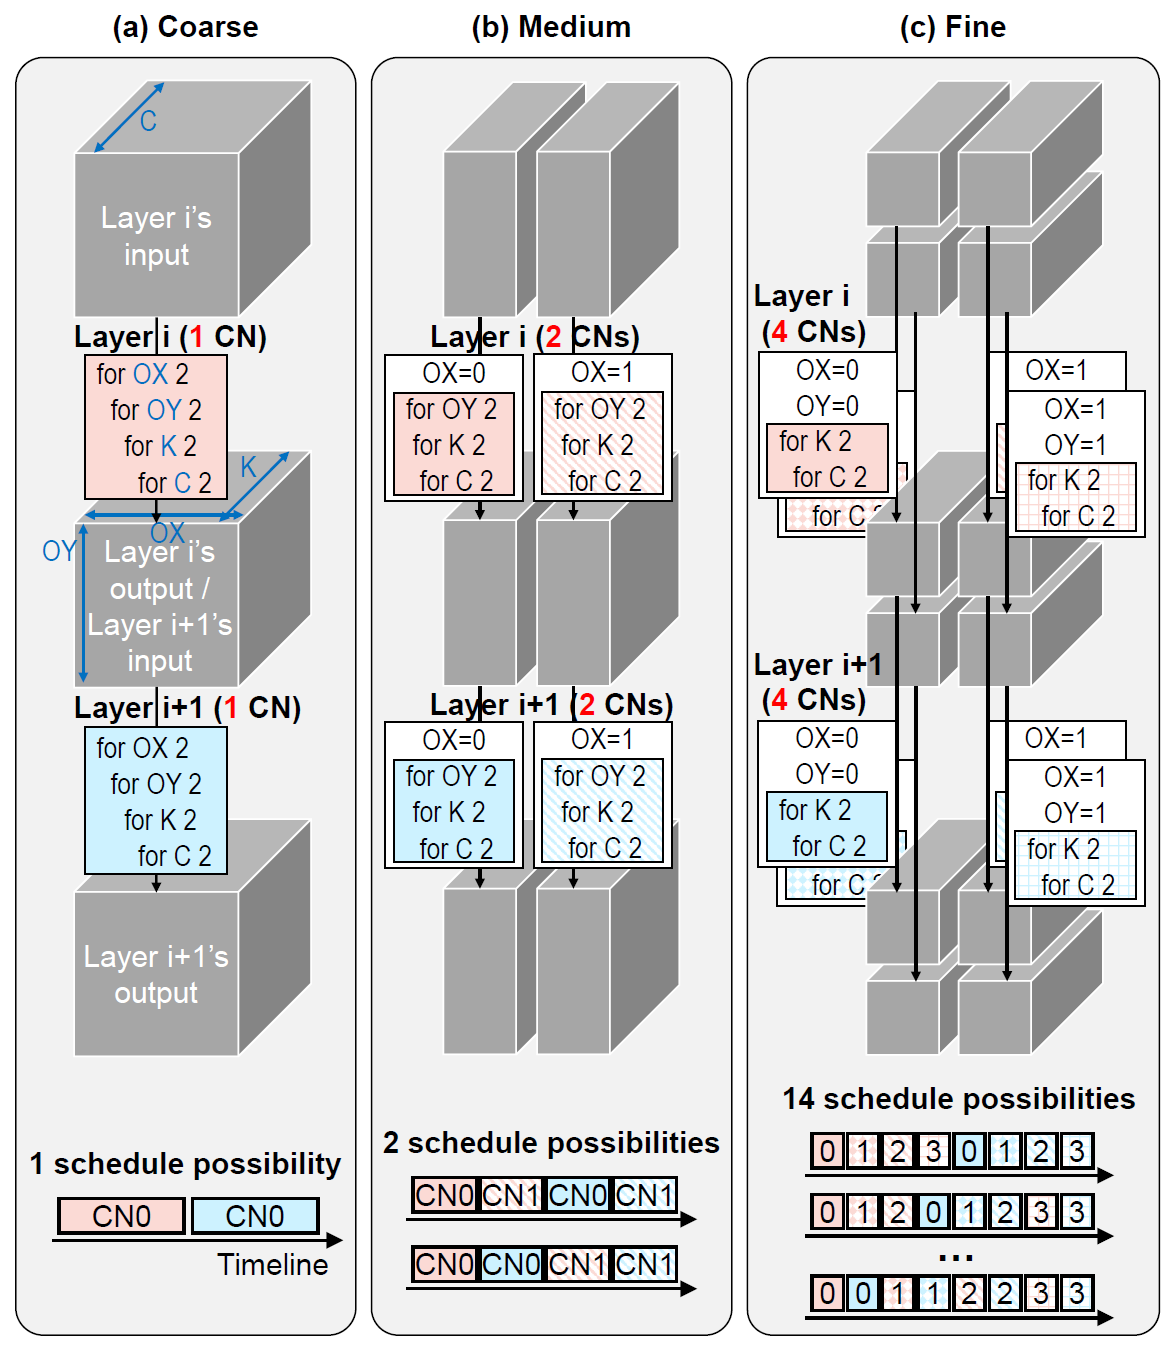 (a) Coarse
C
Layer i's
input
Layer i (1 CN)
for OX 2
for OY 2
for K 2
for C 2
K
OX
OY
Layer i's
output /
Layer i+1's
input
Layer i+1 (1 CN)
for OX 2
for OY 2
for K 2
for C 2
Layer i+1's
output
1 schedule possibility
CN0 CN0
Timeline
(b) Medium
Layer i (2 CNs)
OX=0
for OY 2
for K 2
for C 2
OX=1
for OY 2
for K 2
for C 2
Layer i+1 (2 CNs)
OX=0
for OY 2
for K 2
for C 2
OX=1
for OY 2
for K 2
for C 2
2 schedule possibilities
CN0 CN1 CN0 CN1
CN0 CN0 CN1 CN1
(c) Fine
Layer i
(4 CNs)
OX=0
OY=0
for K 2
for C 2
for C 2
OX=1
OX=1
OY=1
for K 2
for C 2
Layer i+1
(4 CNs)
OX=0
OY=0
for K 2
for C 2
for C 2
OX=1
OX=1
OY=1
for K 2
for C 2
14 schedule possibilities
0 1 2 3 0 1 2 3
0 1 2 0 1 2 3 3
...
0 0 1 1 2 2 3 3